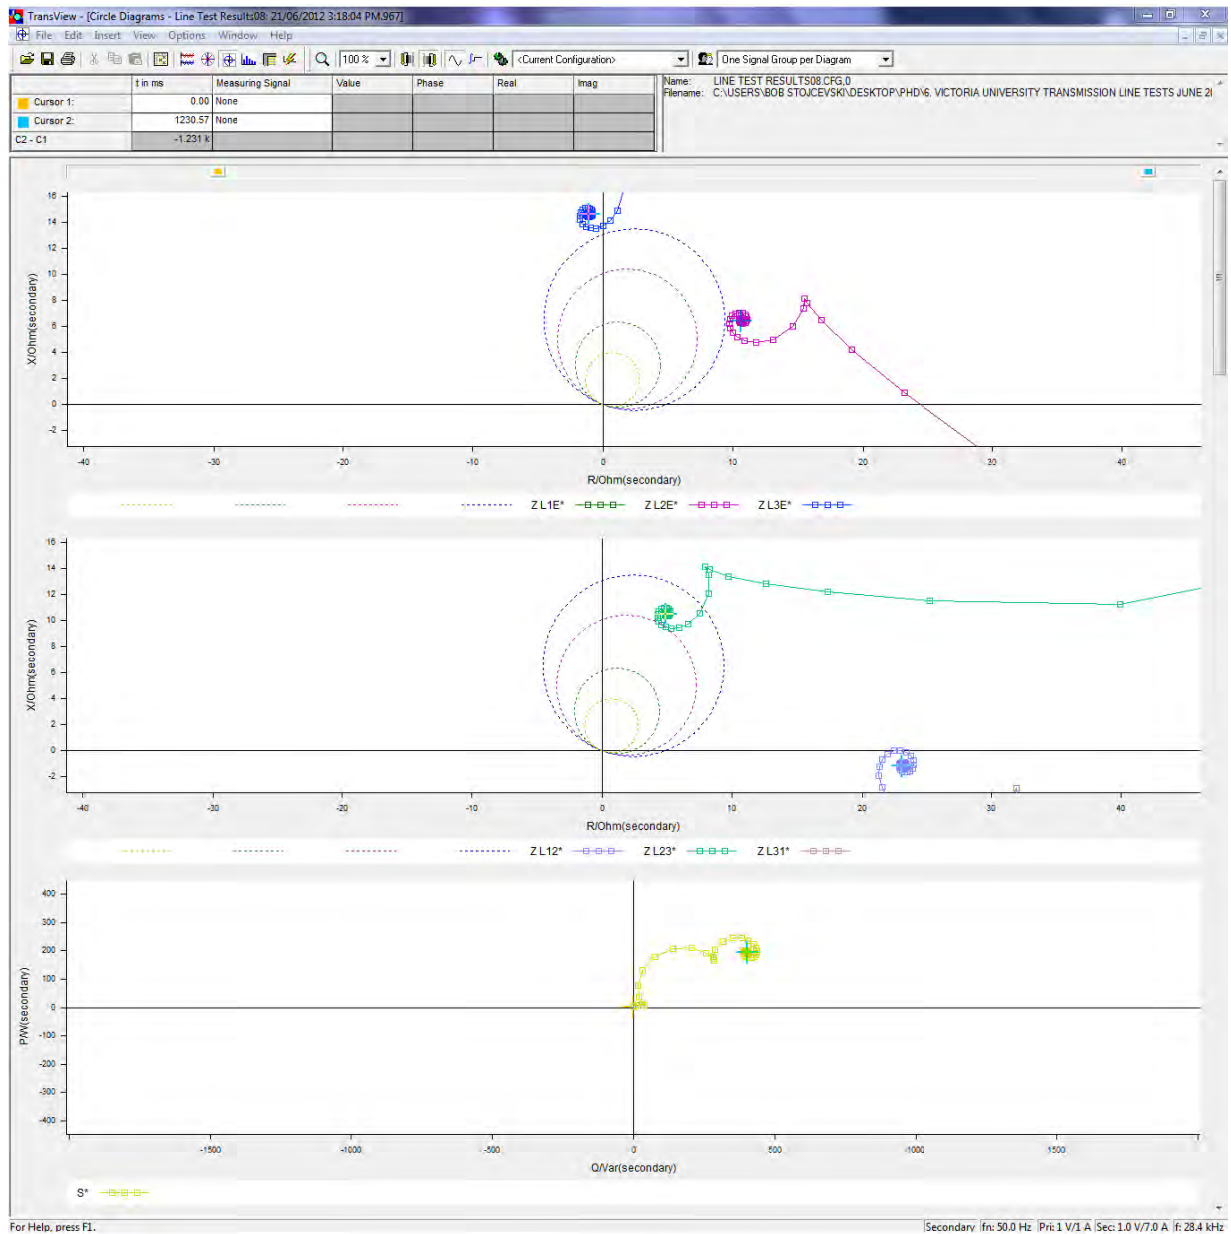 TransView - [Circle Diagrams - Line Test Results08: 21/06/2012 3:18:04 PM.967]
File Edit Insert View Options Window Help
100 % <Current Configuration> One Signal Group per Diagram
t in ms Measuring Signal Value Phase Real Imag
Cursor 1: 0.00 None
Cursor 2: 1230.57 None
C2 - C1 -1.231 k
Name: LINE TEST RESULTS08.CFG,0
Filename: C:\USERS\BOB STOJCEVSKI\DESKTOP\PHD\6. VICTORIA UNIVERSITY TRANSMISSION LINE TESTS JUNE 2
X/Ohm(secondary)
16
14
12
10
8
6
4
2
0
-2
-40 -30 -20 -10 0 10 20 30 40
R/Ohm(secondary)
Z L1E* Z L2E* Z L3E*
X/Ohm(secondary)
16
14
12
10
8
6
4
2
0
-2
-40 -30 -20 -10 0 10 20 30 40
R/Ohm(secondary)
Z L12* Z L23* Z L31*
P/W(secondary)
400
300
200
100
0
-100
-200
-300
-400
-1500 -1000 -500 0 500 1000 1500
Q/Var(secondary)
S*
For Help, press F1.
Secondary fn: 50.0 Hz Pri: 1 V/1 A Sec: 1.0 V/7.0 A f: 28.4 kHz